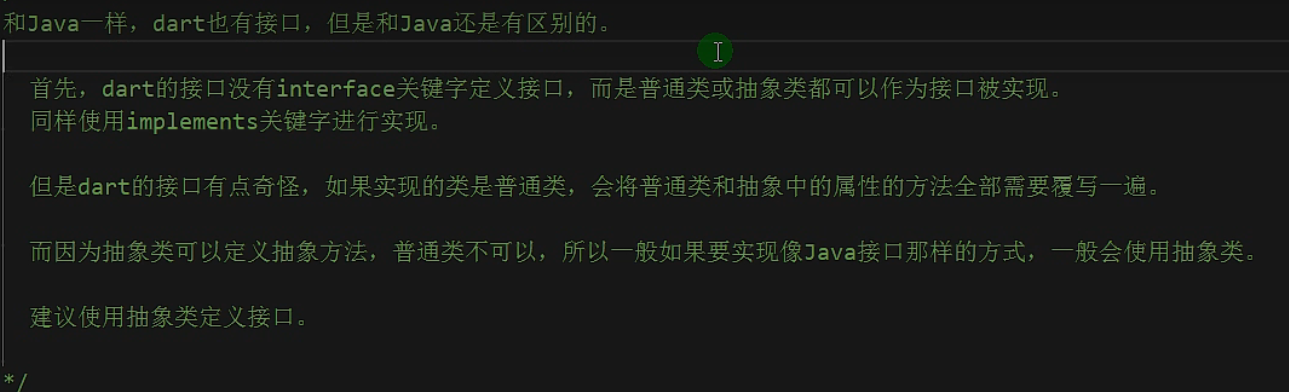 和Java一样，dart也有接口，但是和Java还是有区别的。
首先，dart的接口没有interface关键字定义接口，而是普通类或抽象类都可以作为接口被实现。
同样使用implements关键字进行实现。
但是dart的接口有点奇怪，如果实现的类是普通类，会将普通类和抽象中的属性的方法全部需要覆写一遍。
而因为抽象类可以定义抽象方法，普通类不可以，所以一般如果要实现像Java接口那样的方式，一般会使用抽象类。
建议使用抽象类定义接口。
*/